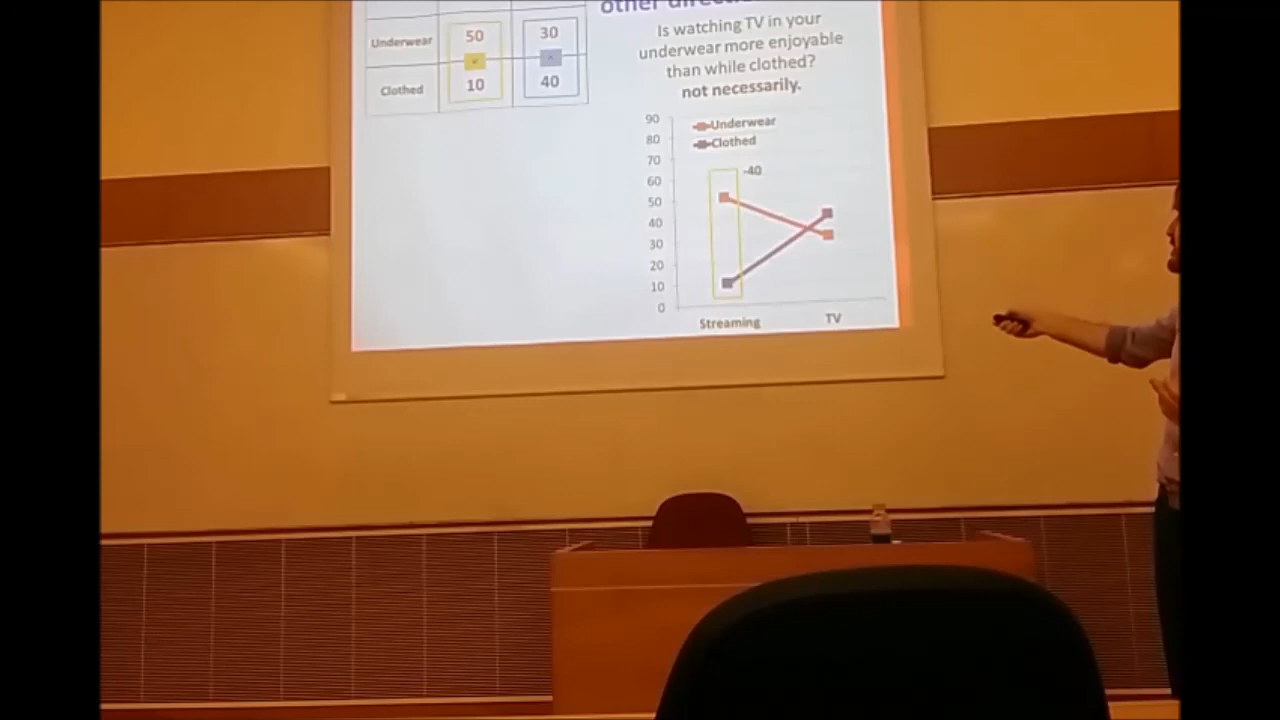 other
Is watching TV in your
underwear more enjoyable
than while clothed?
not necessarily.
Underwear 50 30
Clothed 10 40
90
80
70
60
50
40
30
20
10
0
Underwear
Clothed
-40
Streaming TV